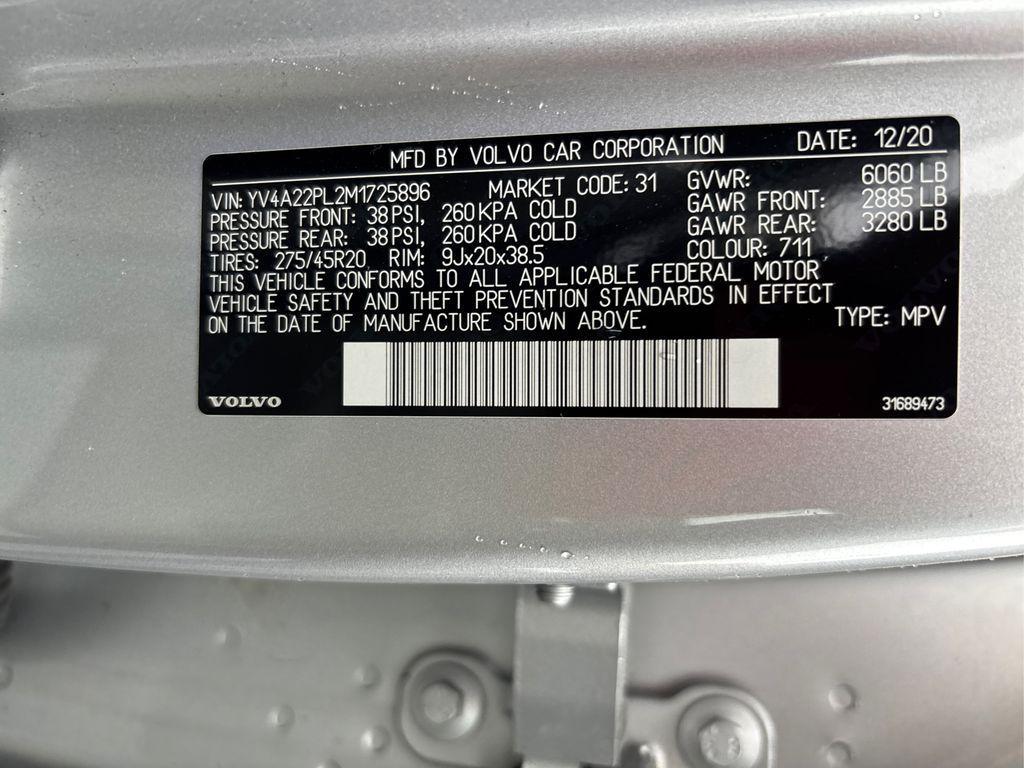 MFD BY VOLVO CAR CORPORATION DATE: 12/20
VIN: YV4A22PL2M1725896 MARKET CODE: 31 GVWR: 6060 LB
PRESSURE FRONT: 38 PSI, 260 KPA COLD GAWR FRONT: 2885 LB
PRESSURE REAR: 38 PSI, 260 KPA COLD GAWR REAR: 3280 LB
TIRES: 275/45R20 RIM: 9Jx20x38.5 COLOUR: 711
THIS VEHICLE CONFORMS TO ALL APPLICABLE FEDERAL MOTOR
VEHICLE SAFETY AND THEFT PREVENTION STANDARDS IN EFFECT
ON THE DATE OF MANUFACTURE SHOWN ABOVE. TYPE: MPV
VOLVO 31689473